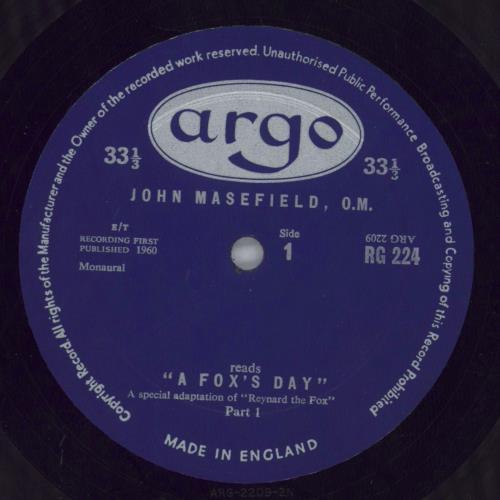 Copyright Record. All rights of the Manufacturer and the Owner of the recorded work reserved. Unauthorised Public Performance Broadcasting and Copying of this Record Prohibited
argo
33⅓
33⅓
JOHN MASEFIELD, O.M.
E/T
RECORDING FIRST
PUBLISHED 1960
Monaural
Side
1
ARG 2209
RG 224
reads
"A FOX'S DAY"
A special adaptation of "Reynard the Fox"
Part 1
MADE IN ENGLAND
ARG-2209-2N